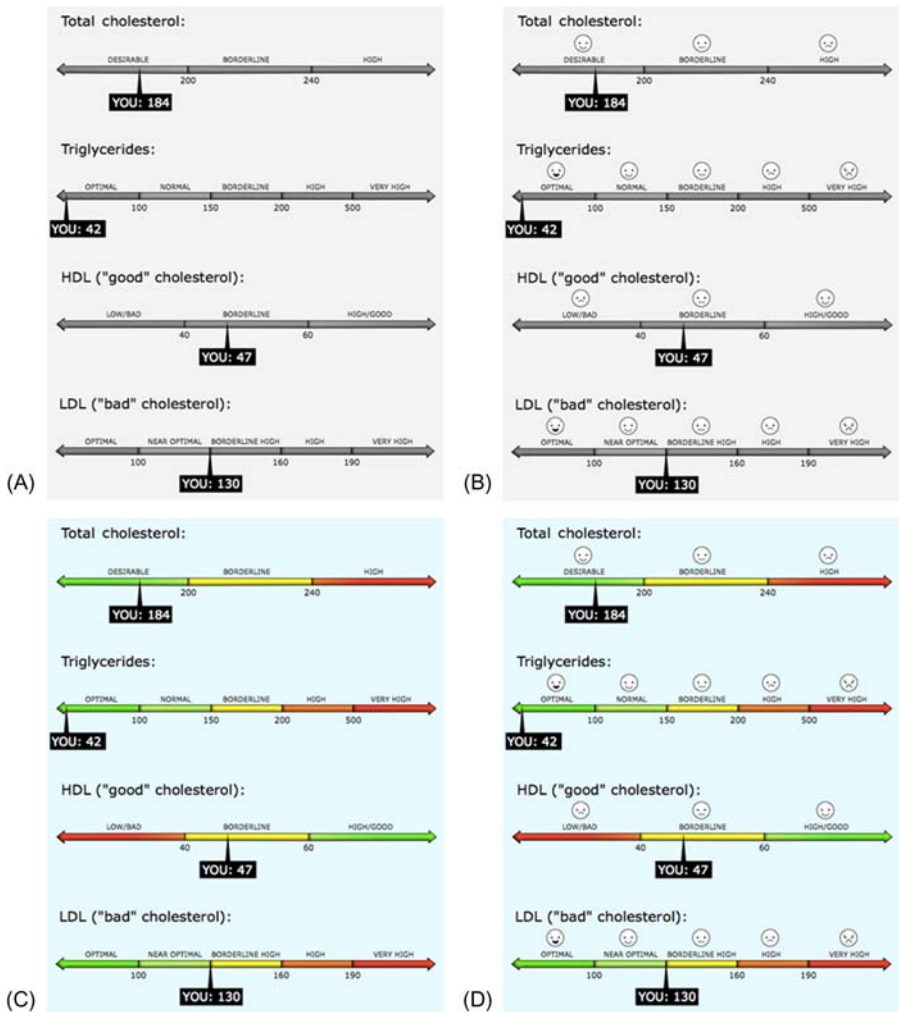 Total cholesterol:
DESIRABLE BORDERLINE HIGH
200 240
YOU: 184
Triglycerides:
OPTIMAL NORMAL BORDERLINE HIGH VERY HIGH
100 150 200 500
YOU: 42
HDL ("good" cholesterol):
LOW/BAD BORDERLINE HIGH/GOOD
40 60
YOU: 47
LDL ("bad" cholesterol):
OPTIMAL NEAR OPTIMAL BORDERLINE HIGH HIGH VERY HIGH
100 160 190
YOU: 130
(A)
Total cholesterol:
DESIRABLE BORDERLINE HIGH
200 240
YOU: 184
Triglycerides:
OPTIMAL NORMAL BORDERLINE HIGH VERY HIGH
100 150 200 500
YOU: 42
HDL ("good" cholesterol):
LOW/BAD BORDERLINE HIGH/GOOD
40 60
YOU: 47
LDL ("bad" cholesterol):
OPTIMAL NEAR OPTIMAL BORDERLINE HIGH HIGH VERY HIGH
100 160 190
YOU: 130
(B)
Total cholesterol:
DESIRABLE BORDERLINE HIGH
200 240
YOU: 184
Triglycerides:
OPTIMAL NORMAL BORDERLINE HIGH VERY HIGH
100 150 200 500
YOU: 42
HDL ("good" cholesterol):
LOW/BAD BORDERLINE HIGH/GOOD
40 60
YOU: 47
LDL ("bad" cholesterol):
OPTIMAL NEAR OPTIMAL BORDERLINE HIGH HIGH VERY HIGH
100 160 190
YOU: 130
(C)
Total cholesterol:
DESIRABLE BORDERLINE HIGH
200 240
YOU: 184
Triglycerides:
OPTIMAL NORMAL BORDERLINE HIGH VERY HIGH
100 150 200 500
YOU: 42
HDL ("good" cholesterol):
LOW/BAD BORDERLINE HIGH/GOOD
40 60
YOU: 47
LDL ("bad" cholesterol):
OPTIMAL NEAR OPTIMAL BORDERLINE HIGH HIGH VERY HIGH
100 160 190
YOU: 130
(D)